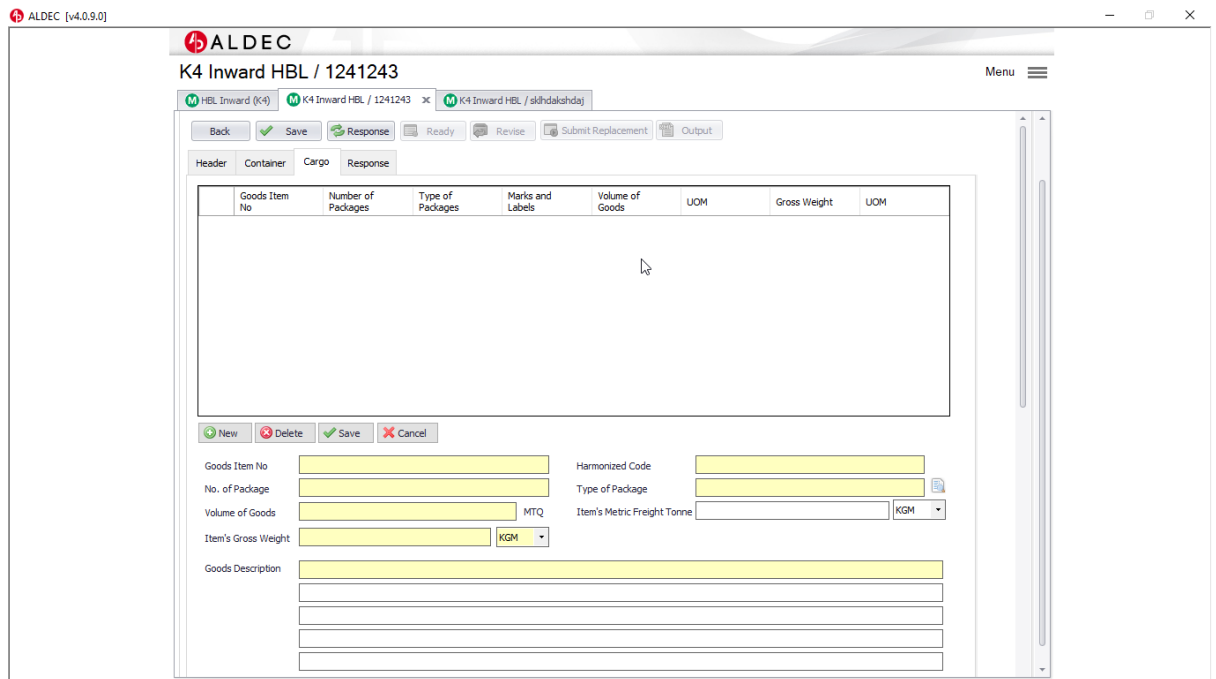 ALDEC [v4.0.9.0]
ALDEC
K4 Inward HBL / 1241243
Menu
HBL Inward (K4)
K4 Inward HBL / 1241243
K4 Inward HBL / sklhdakshdaj
Back
Save
Response
Ready
Revise
Submit Replacement
Output
Header
Container
Cargo
Response
Goods Item
No
Number of
Packages
Type of
Packages
Marks and
Labels
Volume of
Goods
UOM
Gross Weight
UOM
New
Delete
Save
Cancel
Goods Item No
Harmonized Code
No. of Package
Type of Package
Volume of Goods
MTQ
Item's Metric Freight Tonne
KGM
Item's Gross Weight
KGM
Goods Description